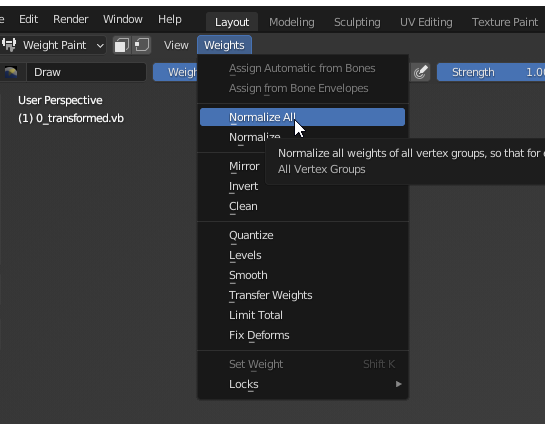 Edit Render Window Help Layout Modeling Sculpting UV Editing Texture Paint
Weight Paint View Weights
Draw Weigh Strength 1.0
User Perspective
(1) 0_transformed.vb
Assign Automatic from Bones
Assign from Bone Envelopes
Normalize All
Normalize
Normalize all weights of all vertex groups, so that for
All Vertex Groups
Mirror
Invert
Clean
Quantize
Levels
Smooth
Transfer Weights
Limit Total
Fix Deforms
Set Weight Shift K
Locks